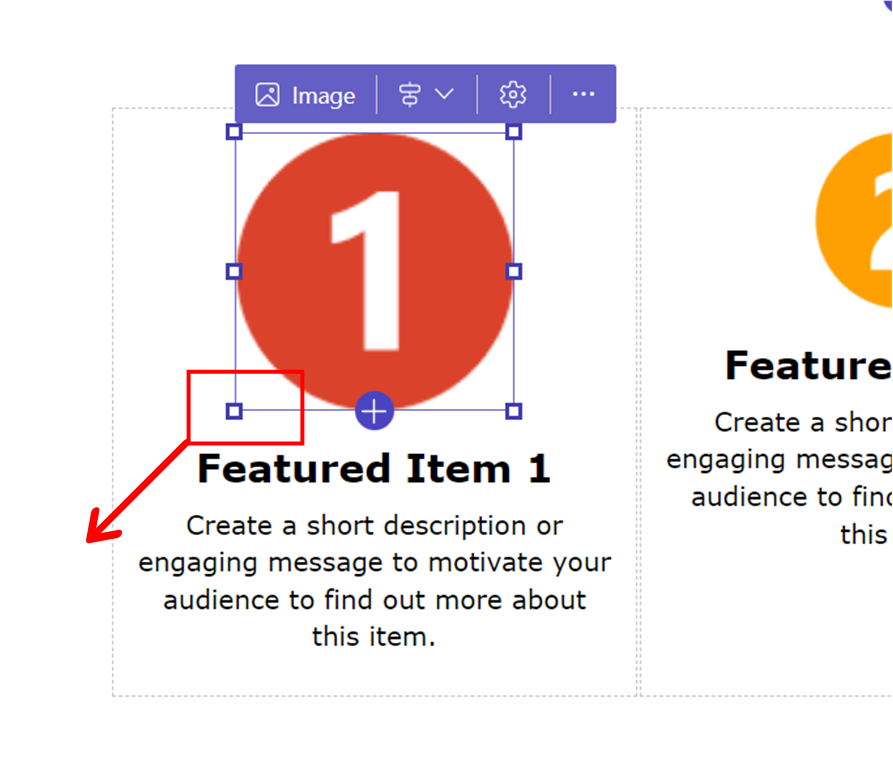 Image
1
Featured Item 1
Create a short description or
engaging message to motivate your
audience to find out more about
this item.
2
Feature
Create a shor
engaging messag
audience to find
this